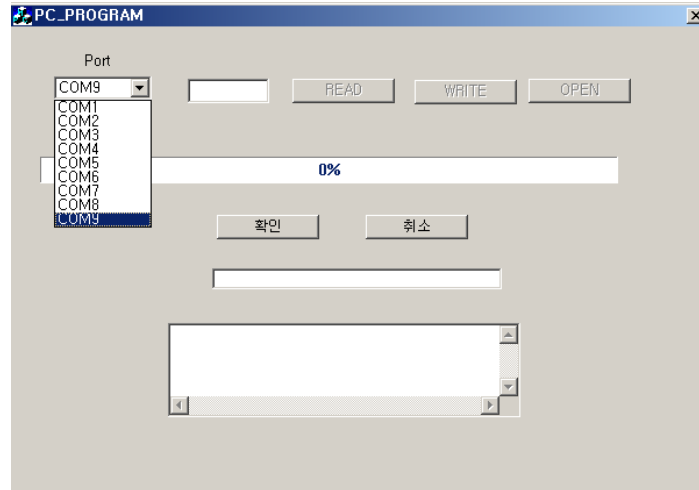 PC_PROGRAM
Port
COM9
READ
WRITE
OPEN
COM1
COM2
COM3
COM4
COM5
COM6
COM7
COM8
COM9
0%
확인
취소